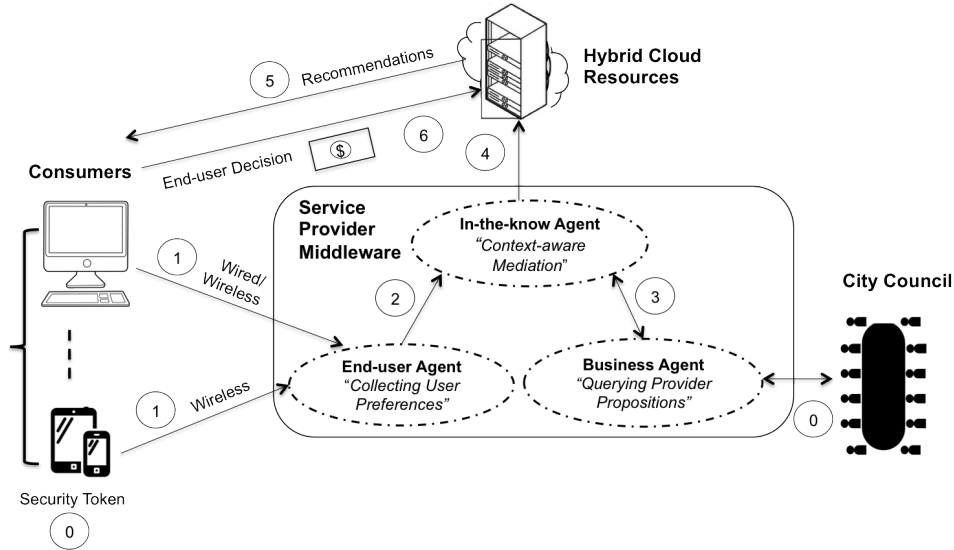 Hybrid Cloud
Resources
5
Recommendations
6
End-user Decision
$
4
Consumers
Service
Provider
Middleware
In-the-know Agent
“Context-aware
Mediation”
1
Wired/
Wireless
2
3
City Council
End-user Agent
“Collecting User
Preferences”
Business Agent
“Querying Provider
Propositions”
1
Wireless
0
Security Token
0